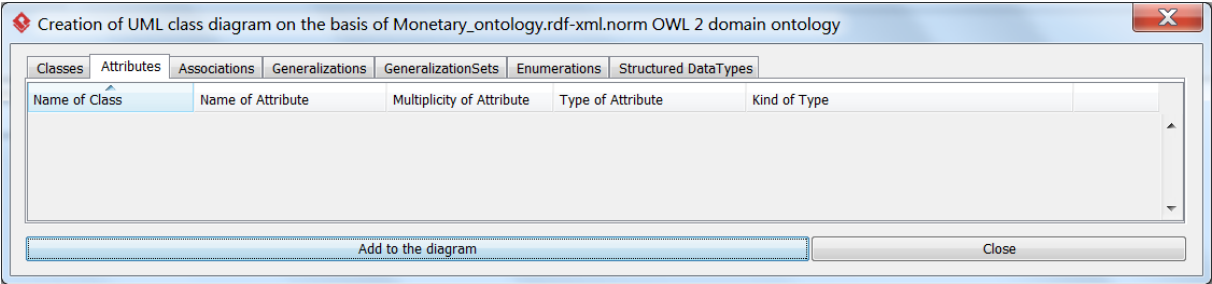 Creation of UML class diagram on the basis of Monetary_ontology.rdf-xml.norm OWL 2 domain ontology
Classes Attributes Associations Generalizations GeneralizationSets Enumerations Structured DataTypes
Name of Class Name of Attribute Multiplicity of Attribute Type of Attribute Kind of Type
Add to the diagram Close